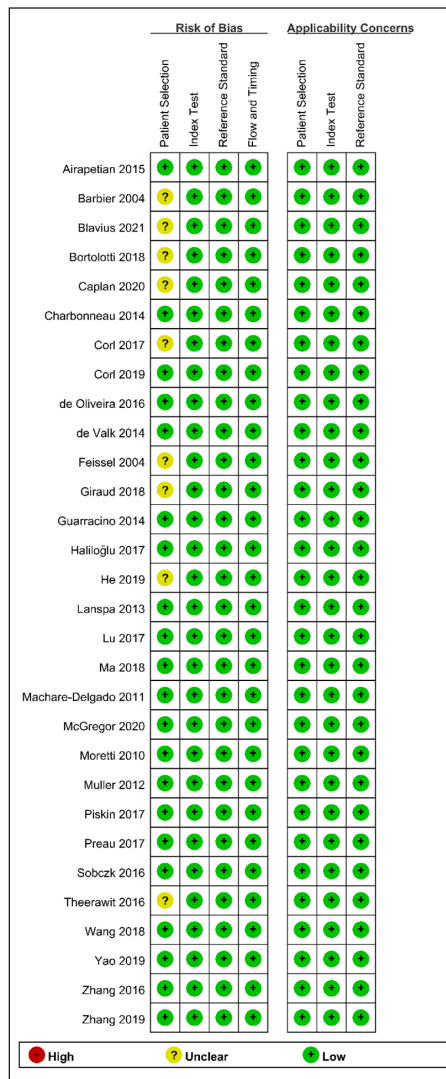 Risk of Bias Applicability Concerns
Patient Selection
Index Test
Reference Standard
Flow and Timing
Patient Selection
Index Test
Reference Standard
Airapetian 2015 + + + + + + +
Barbier 2004 ? + + + + + +
Blavius 2021 ? + + + + + +
Bortolotti 2018 ? + + + + + +
Caplan 2020 ? + + + + + +
Charbonneau 2014 + + + + + + +
Corl 2017 ? + + + + + +
Corl 2019 + + + + + + +
de Oliveira 2016 + + + + + + +
de Valk 2014 + + + + + + +
Feissel 2004 ? + + + + + +
Giraud 2018 ? + + + + + +
Guarracino 2014 + + + + + + +
Haliloğlu 2017 + + + + + + +
He 2019 ? + + + + + +
Lanspa 2013 + + + + + + +
Lu 2017 + + + + + + +
Ma 2018 + + + + + + +
Machare-Delgado 2011 + + + + + + +
McGregor 2020 + + + + + + +
Moretti 2010 + + + + + + +
Muller 2012 + + + + + + +
Piskin 2017 + + + + + + +
Preau 2017 + + + + + + +
Sobczk 2016 + + + + + + +
Theerawit 2016 ? + + + + + +
Wang 2018 + + + + + + +
Yao 2019 + + + + + + +
Zhang 2016 + + + + + + +
Zhang 2019 + + + + + + +
– High ? Unclear + Low